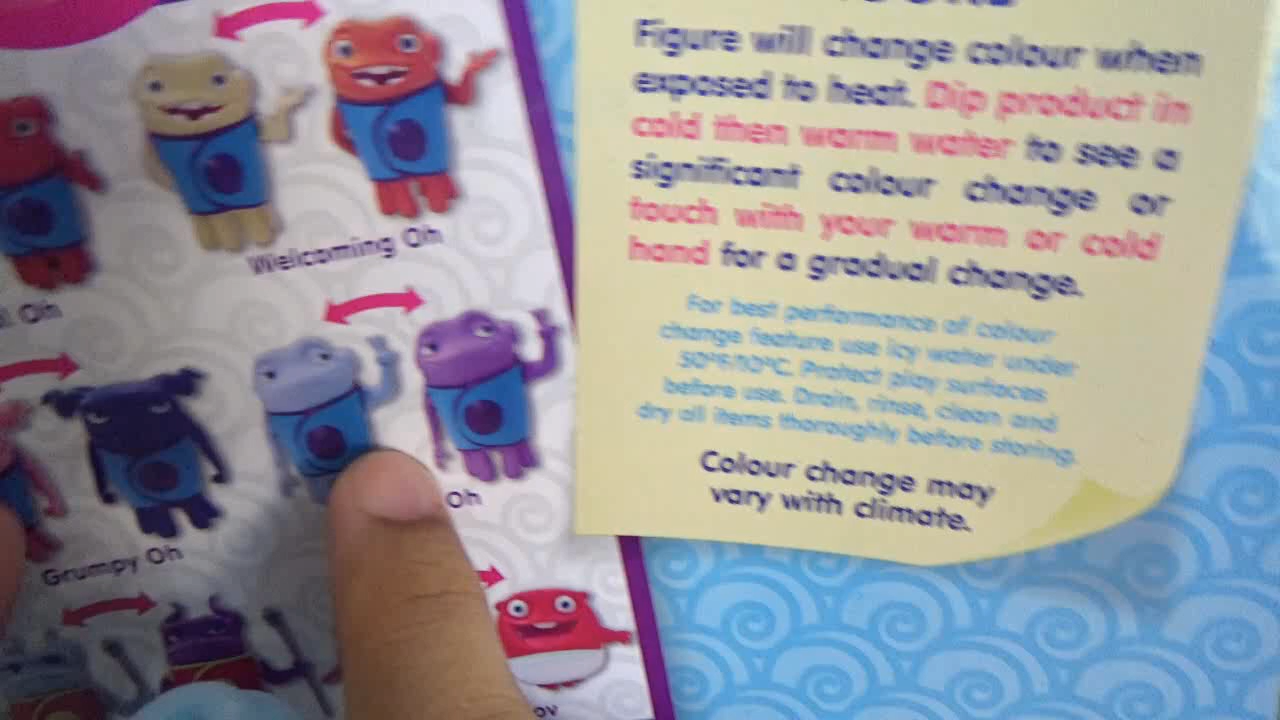 Welcoming Oh
Oh
Oh
Grumpy Oh
Figure will change colour when
exposed to heat. Dip product in
cold then warm water to see a
significant colour change or
touch with your warm or cold
hand for a gradual change.
For best performance of colour
change feature use icy water under
50°F/10°C. Protect play surfaces
before use. Drain, rinse, clean and
dry all items thoroughly before storing.
Colour change may
vary with climate.